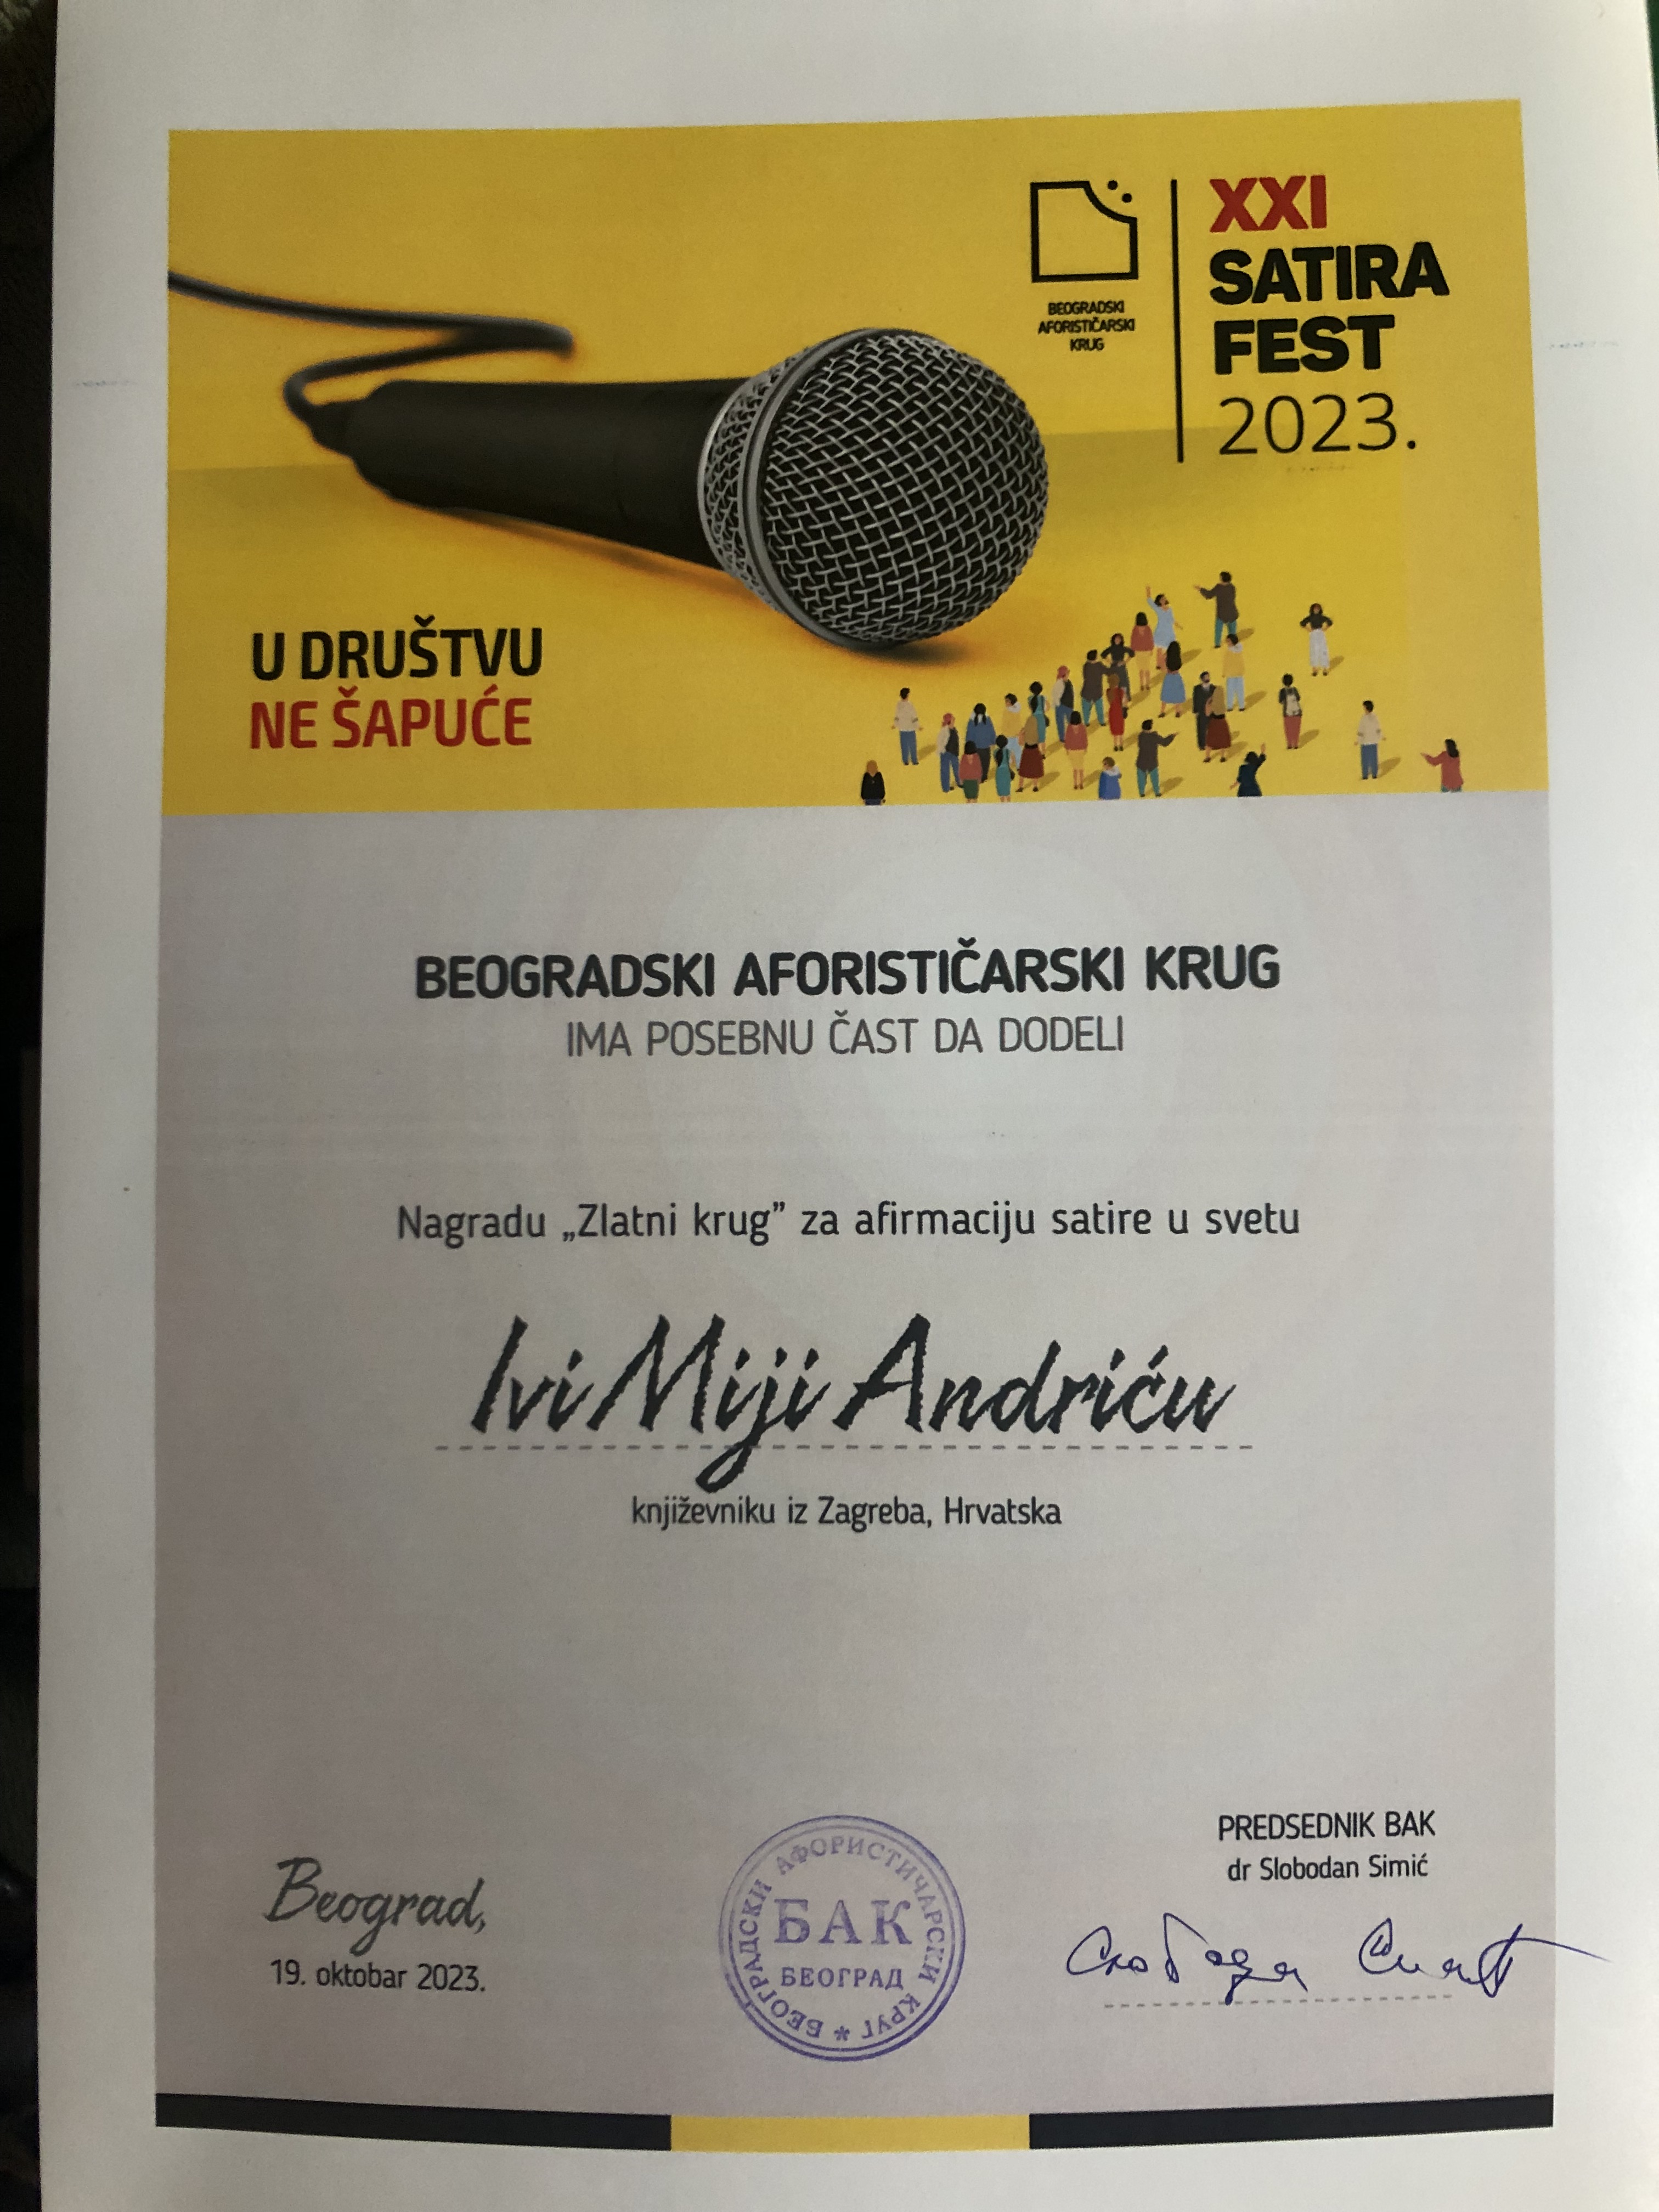 BEOGRADSKI
AFORISTIČARSKI
KRUG
XXI
SATIRA
FEST
2023.
U DRUŠTVU
NE ŠAPUĆE
BEOGRADSKI AFORISTIČARSKI KRUG
IMA POSEBNU ČAST DA DODELI
Nagradu „Zlatni krug” za afirmaciju satire u svetu
Ivi Miji Andriću
književniku iz Zagreba, Hrvatska
Beograd,
19. oktobar 2023.
БЕОГРАДСКИ АФОРИСТИЧАРСКИ КРУГ *
БАК
БЕОГРАД
PREDSEDNIK BAK
dr Slobodan Simić